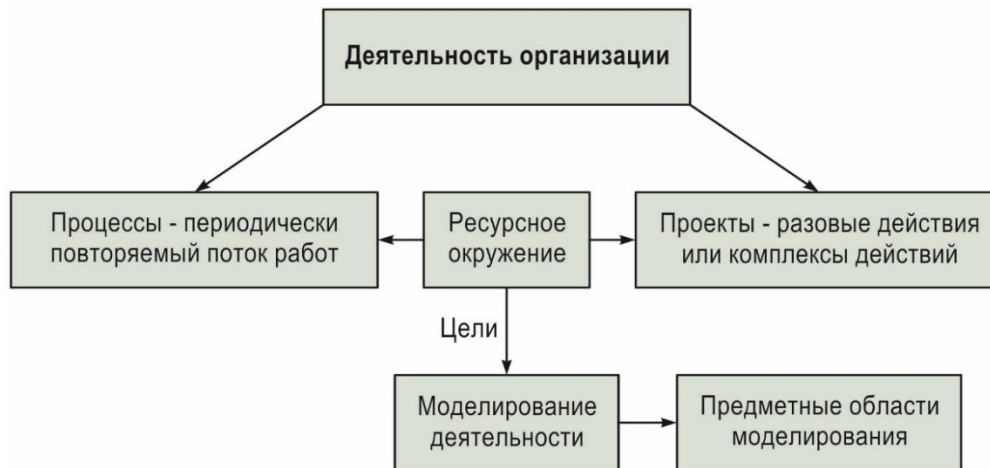 Деятельность организации
Процессы - периодически
повторяемый поток работ
Ресурсное
окружение
Проекты - разовые действия
или комплексы действий
Цели
Моделирование
деятельности
Предметные области
моделирования